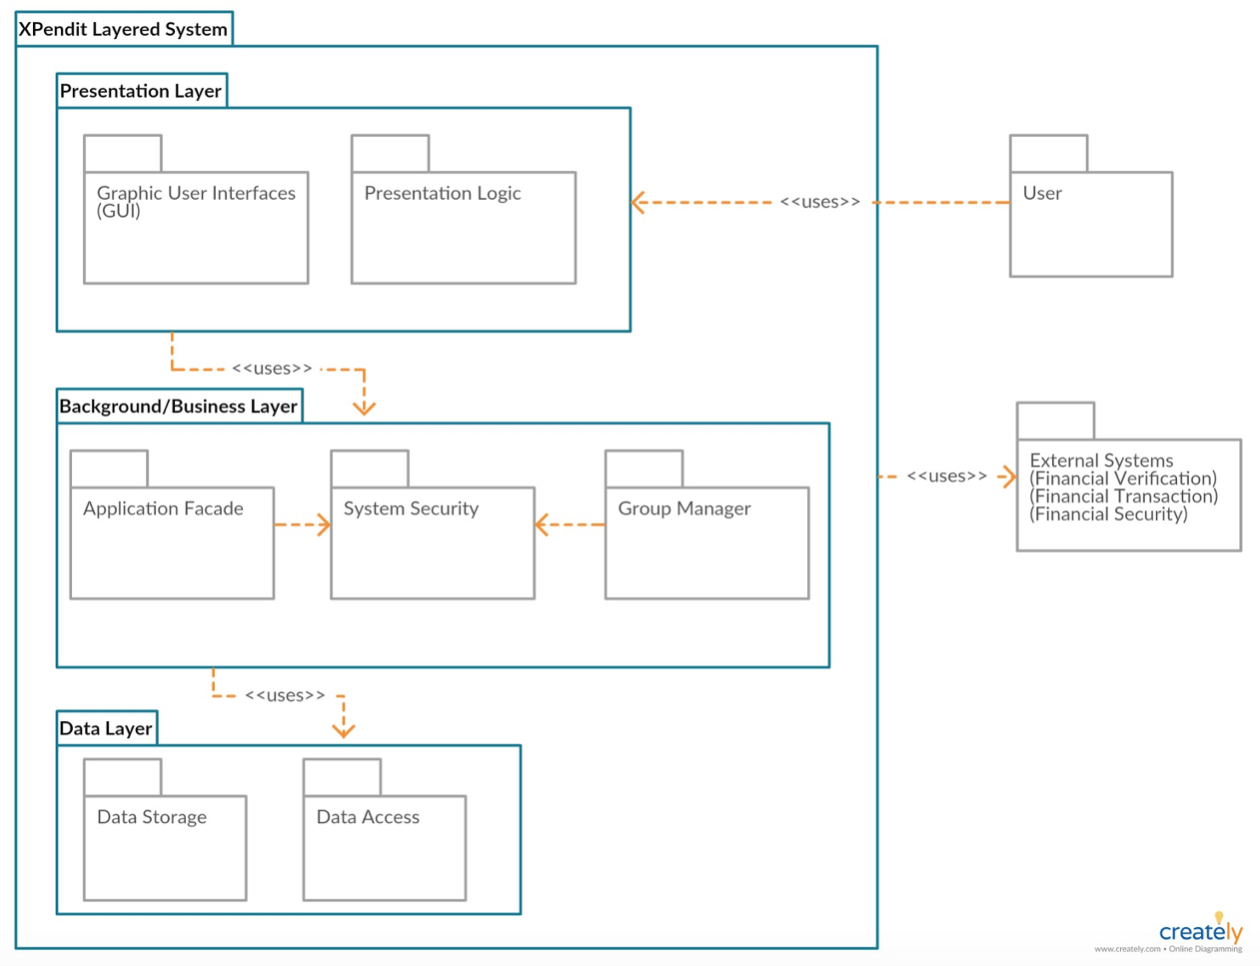 XPendit Layered System
Presentation Layer
Graphic User Interfaces
(GUI)
Presentation Logic
<<uses>>
User
<<uses>>
Background/Business Layer
Application Facade
System Security
Group Manager
<<uses>>
External Systems
(Financial Verification)
(Financial Transaction)
(Financial Security)
<<uses>>
Data Layer
Data Storage
Data Access
creately
www.creately.com • Online Diagramming